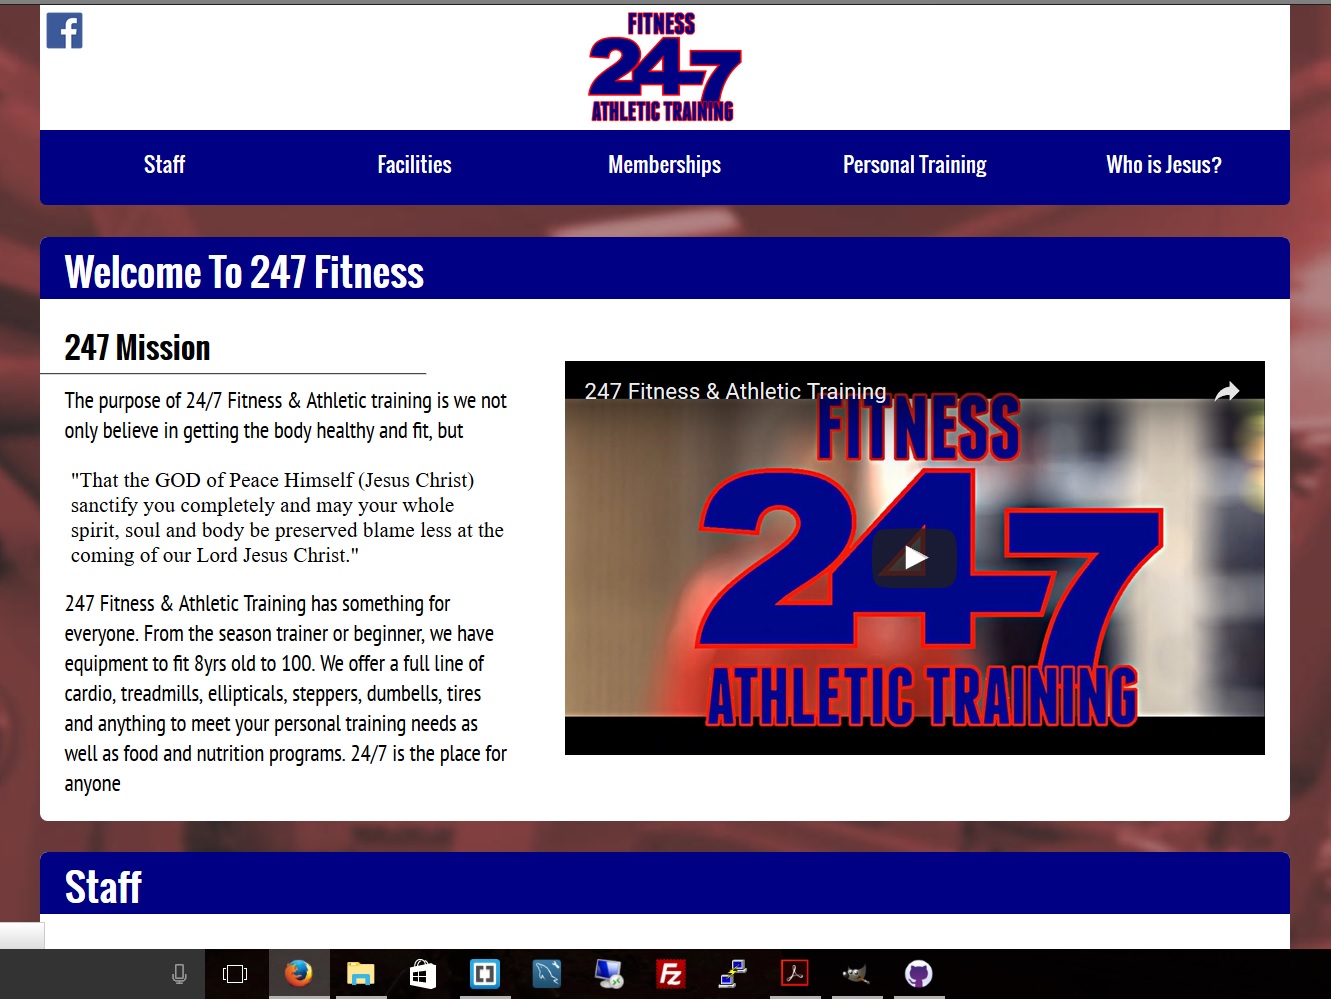 FITNESS
24-7
ATHLETIC TRAINING
Staff
Facilities
Memberships
Personal Training
Who is Jesus?
Welcome To 247 Fitness
247 Mission
The purpose of 24/7 Fitness & Athletic training is we not
only believe in getting the body healthy and fit, but
"That the GOD of Peace Himself (Jesus Christ)
sanctify you completely and may your whole
spirit, soul and body be preserved blame less at the
coming of our Lord Jesus Christ."
247 Fitness & Athletic Training has something for
everyone. From the season trainer or beginner, we have
equipment to fit 8yrs old to 100. We offer a full line of
cardio, treadmills, ellipticals, steppers, dumbells, tires
and anything to meet your personal training needs as
well as food and nutrition programs. 24/7 is the place for
anyone
247 Fitness & Athletic Training
FITNESS
24-7
ATHLETIC TRAINING
Staff